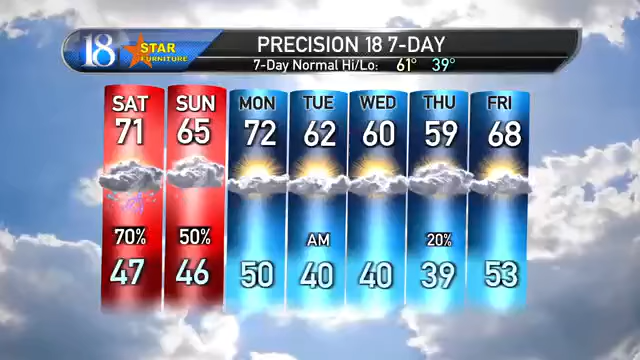 18 STAR FURNITURE
PRECISION 18 7-DAY
7-Day Normal Hi/Lo: 61° 39°
SAT SUN MON TUE WED THU FRI
71 65 72 62 60 59 68
70% 50% AM 20%
47 46 50 40 40 39 53